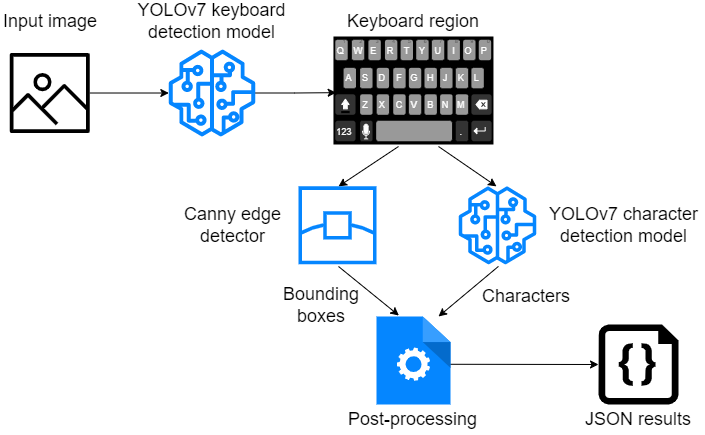 Input image
YOLOv7 keyboard
detection model
Keyboard region
Q W E R T Y U I O P
A S D F G H J K L
Z X C V B N M
123 .
Canny edge
detector
YOLOv7 character
detection model
Bounding
boxes
Characters
{}
Post-processing
JSON results